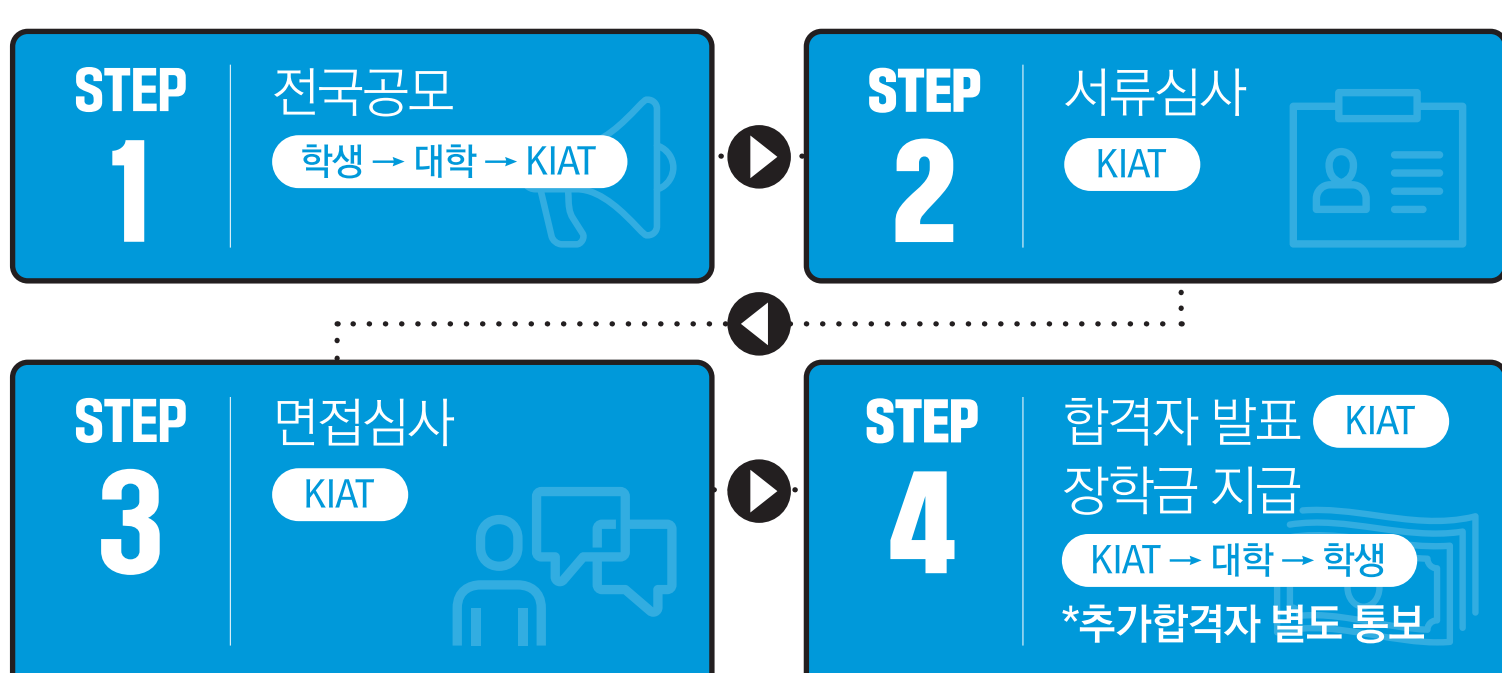 STEP
1
전국공모
학생 → 대학 → KIAT
STEP
2
서류심사
KIAT
STEP
3
면접심사
KIAT
STEP
4
합격자 발표 KIAT
장학금 지급
KIAT → 대학 → 학생
*추가합격자 별도 통보